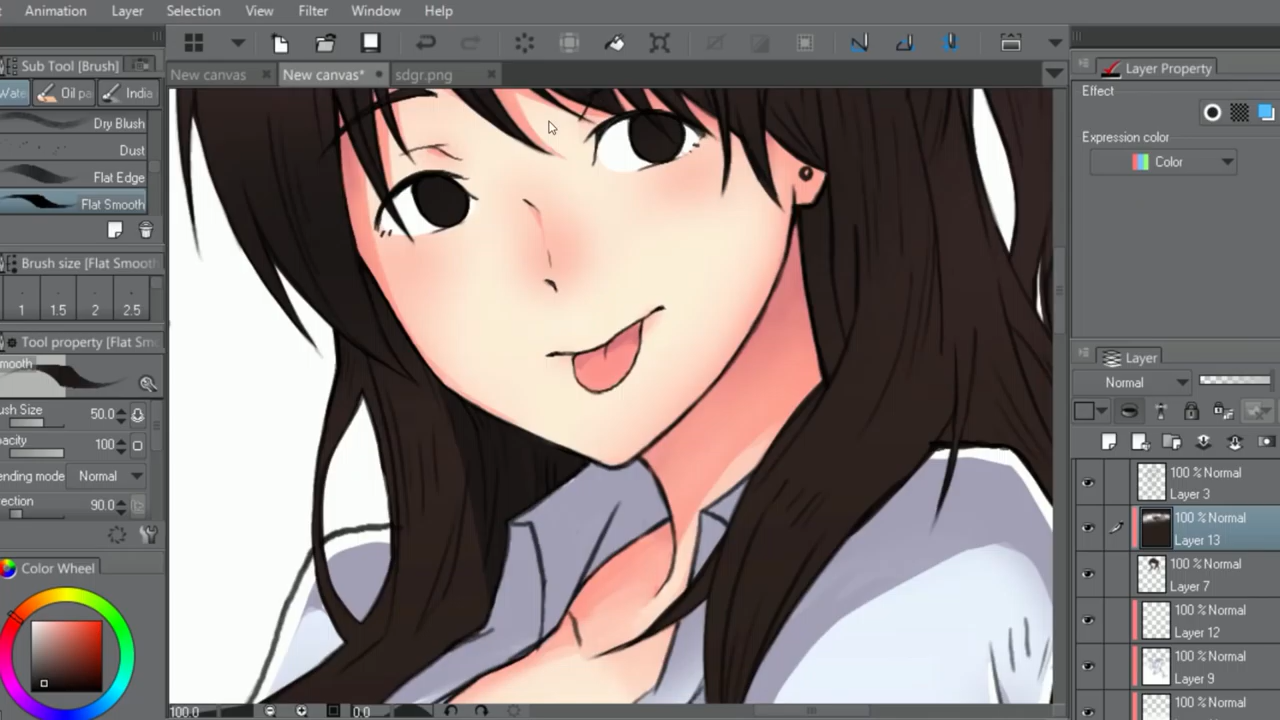 Animation Layer Selection View Filter Window Help
Sub Tool [Brush]
New canvas New canvas* sdgr.png
Oil pa India
Dry Blush
Dust
Flat Edge
Flat Smooth
Brush size [Flat Smooth
1 1.5 2 2.5
Tool property [Flat Smo
mooth
ush Size 50.0
pacity 100
ending mode Normal
rection 90.0
Color Wheel
100.0 0.0
Layer Property
Effect
Expression color
Color
Layer
Normal
100 % Normal
Layer 3
100 % Normal
Layer 13
100 % Normal
Layer 7
100 % Normal
Layer 12
100 % Normal
Layer 9
100 % Normal